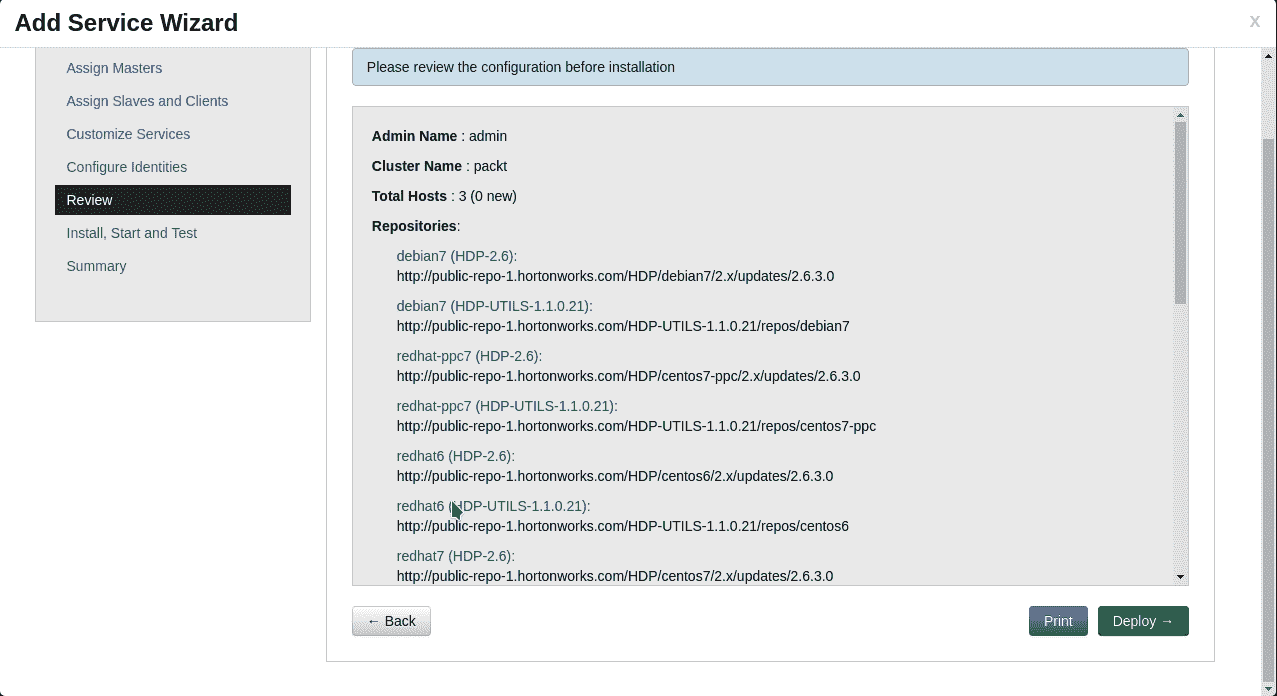 Add Service Wizard
X
Assign Masters
Assign Slaves and Clients
Customize Services
Configure Identities
Review
Install, Start and Test
Summary
Please review the configuration before installation
Admin Name : admin
Cluster Name : packt
Total Hosts : 3 (0 new)
Repositories:
debian7 (HDP-2.6):
http://public-repo-1.hortonworks.com/HDP/debian7/2.x/updates/2.6.3.0
debian7 (HDP-UTILS-1.1.0.21):
http://public-repo-1.hortonworks.com/HDP-UTILS-1.1.0.21/repos/debian7
redhat-ppc7 (HDP-2.6):
http://public-repo-1.hortonworks.com/HDP/centos7-ppc/2.x/updates/2.6.3.0
redhat-ppc7 (HDP-UTILS-1.1.0.21):
http://public-repo-1.hortonworks.com/HDP-UTILS-1.1.0.21/repos/centos7-ppc
redhat6 (HDP-2.6):
http://public-repo-1.hortonworks.com/HDP/centos6/2.x/updates/2.6.3.0
redhat6 (HDP-UTILS-1.1.0.21):
http://public-repo-1.hortonworks.com/HDP-UTILS-1.1.0.21/repos/centos6
redhat7 (HDP-2.6):
http://public-repo-1.hortonworks.com/HDP/centos7/2.x/updates/2.6.3.0
← Back
Print
Deploy →